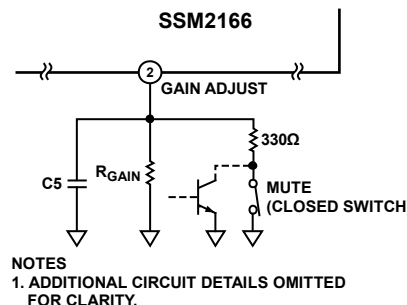 SSM2166
2
GAIN ADJUST
330Ω
RGAIN
C5
MUTE
(CLOSED SWITCH
NOTES
1. ADDITIONAL CIRCUIT DETAILS OMITTED
FOR CLARITY.